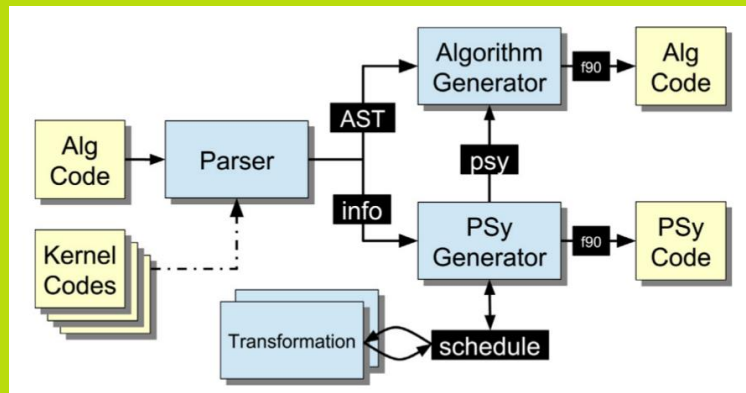 Algorithm
Generator
f90
Alg
Code
AST
Alg
Code
Parser
psy
info
Kernel
Codes
PSy
Generator
f90
PSy
Code
Transformation
schedule